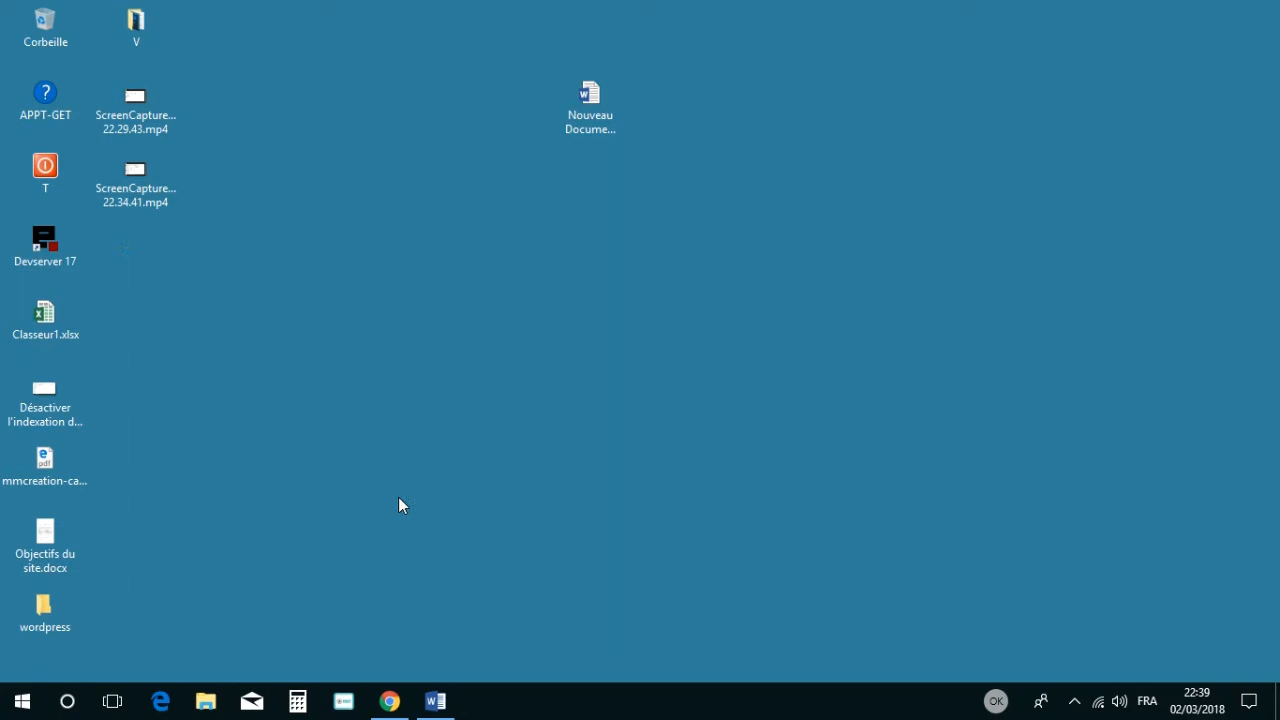 Corbeille
V
APPT-GET
ScreenCapture...
22.29.43.mp4
Nouveau
Docume...
T
ScreenCapture...
22.34.41.mp4
Devserver 17
Classeur1.xlsx
Désactiver
l'indexation d...
mmcreation-ca...
Objectifs du
site.docx
wordpress
OK
FRA
22:39
02/03/2018